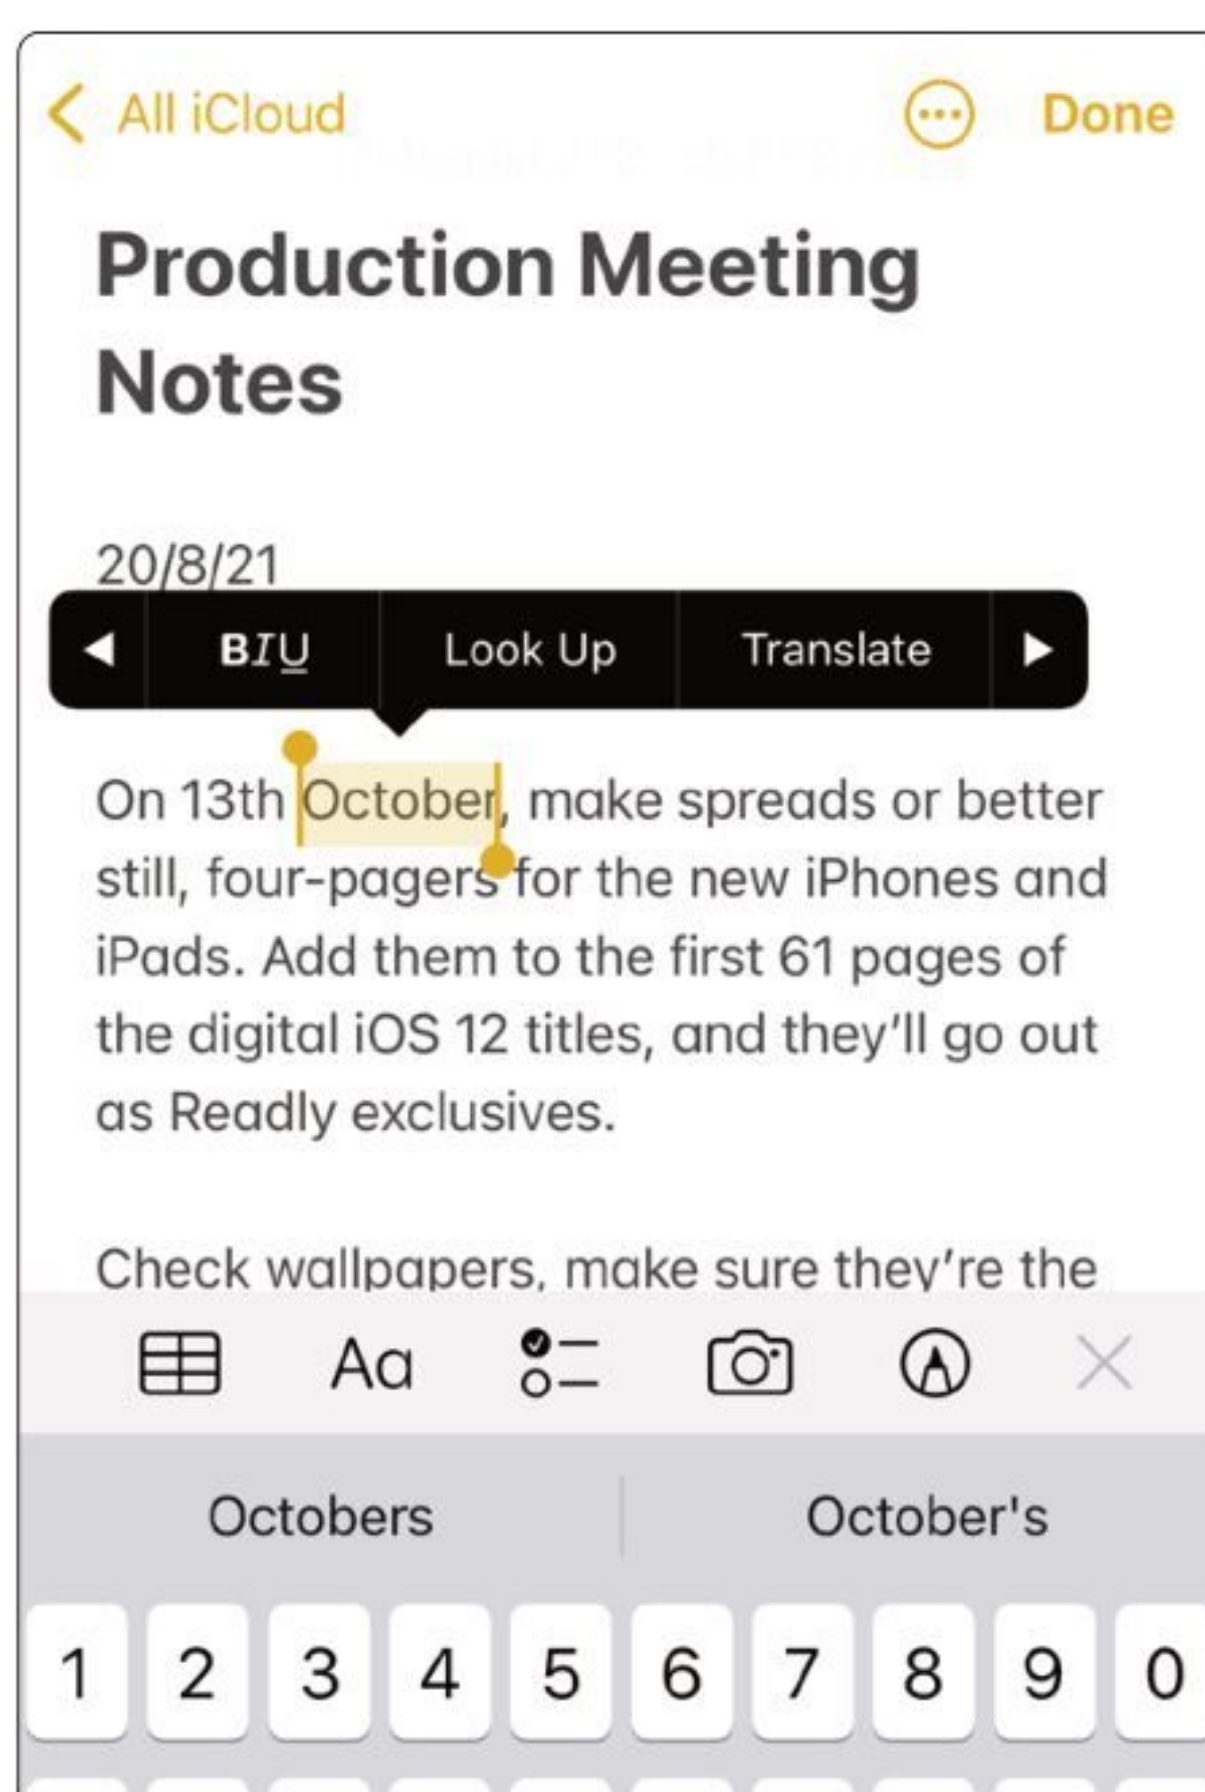 All iCloud
Done
Production Meeting
Notes
20/8/21
BIU Look Up Translate
On 13th October, make spreads or better
still, four-pagers for the new iPhones and
iPads. Add them to the first 61 pages of
the digital iOS 12 titles, and they’ll go out
as Readly exclusives.
Check wallpapers, make sure they’re the
Aa
Octobers October's
1 2 3 4 5 6 7 8 9 0